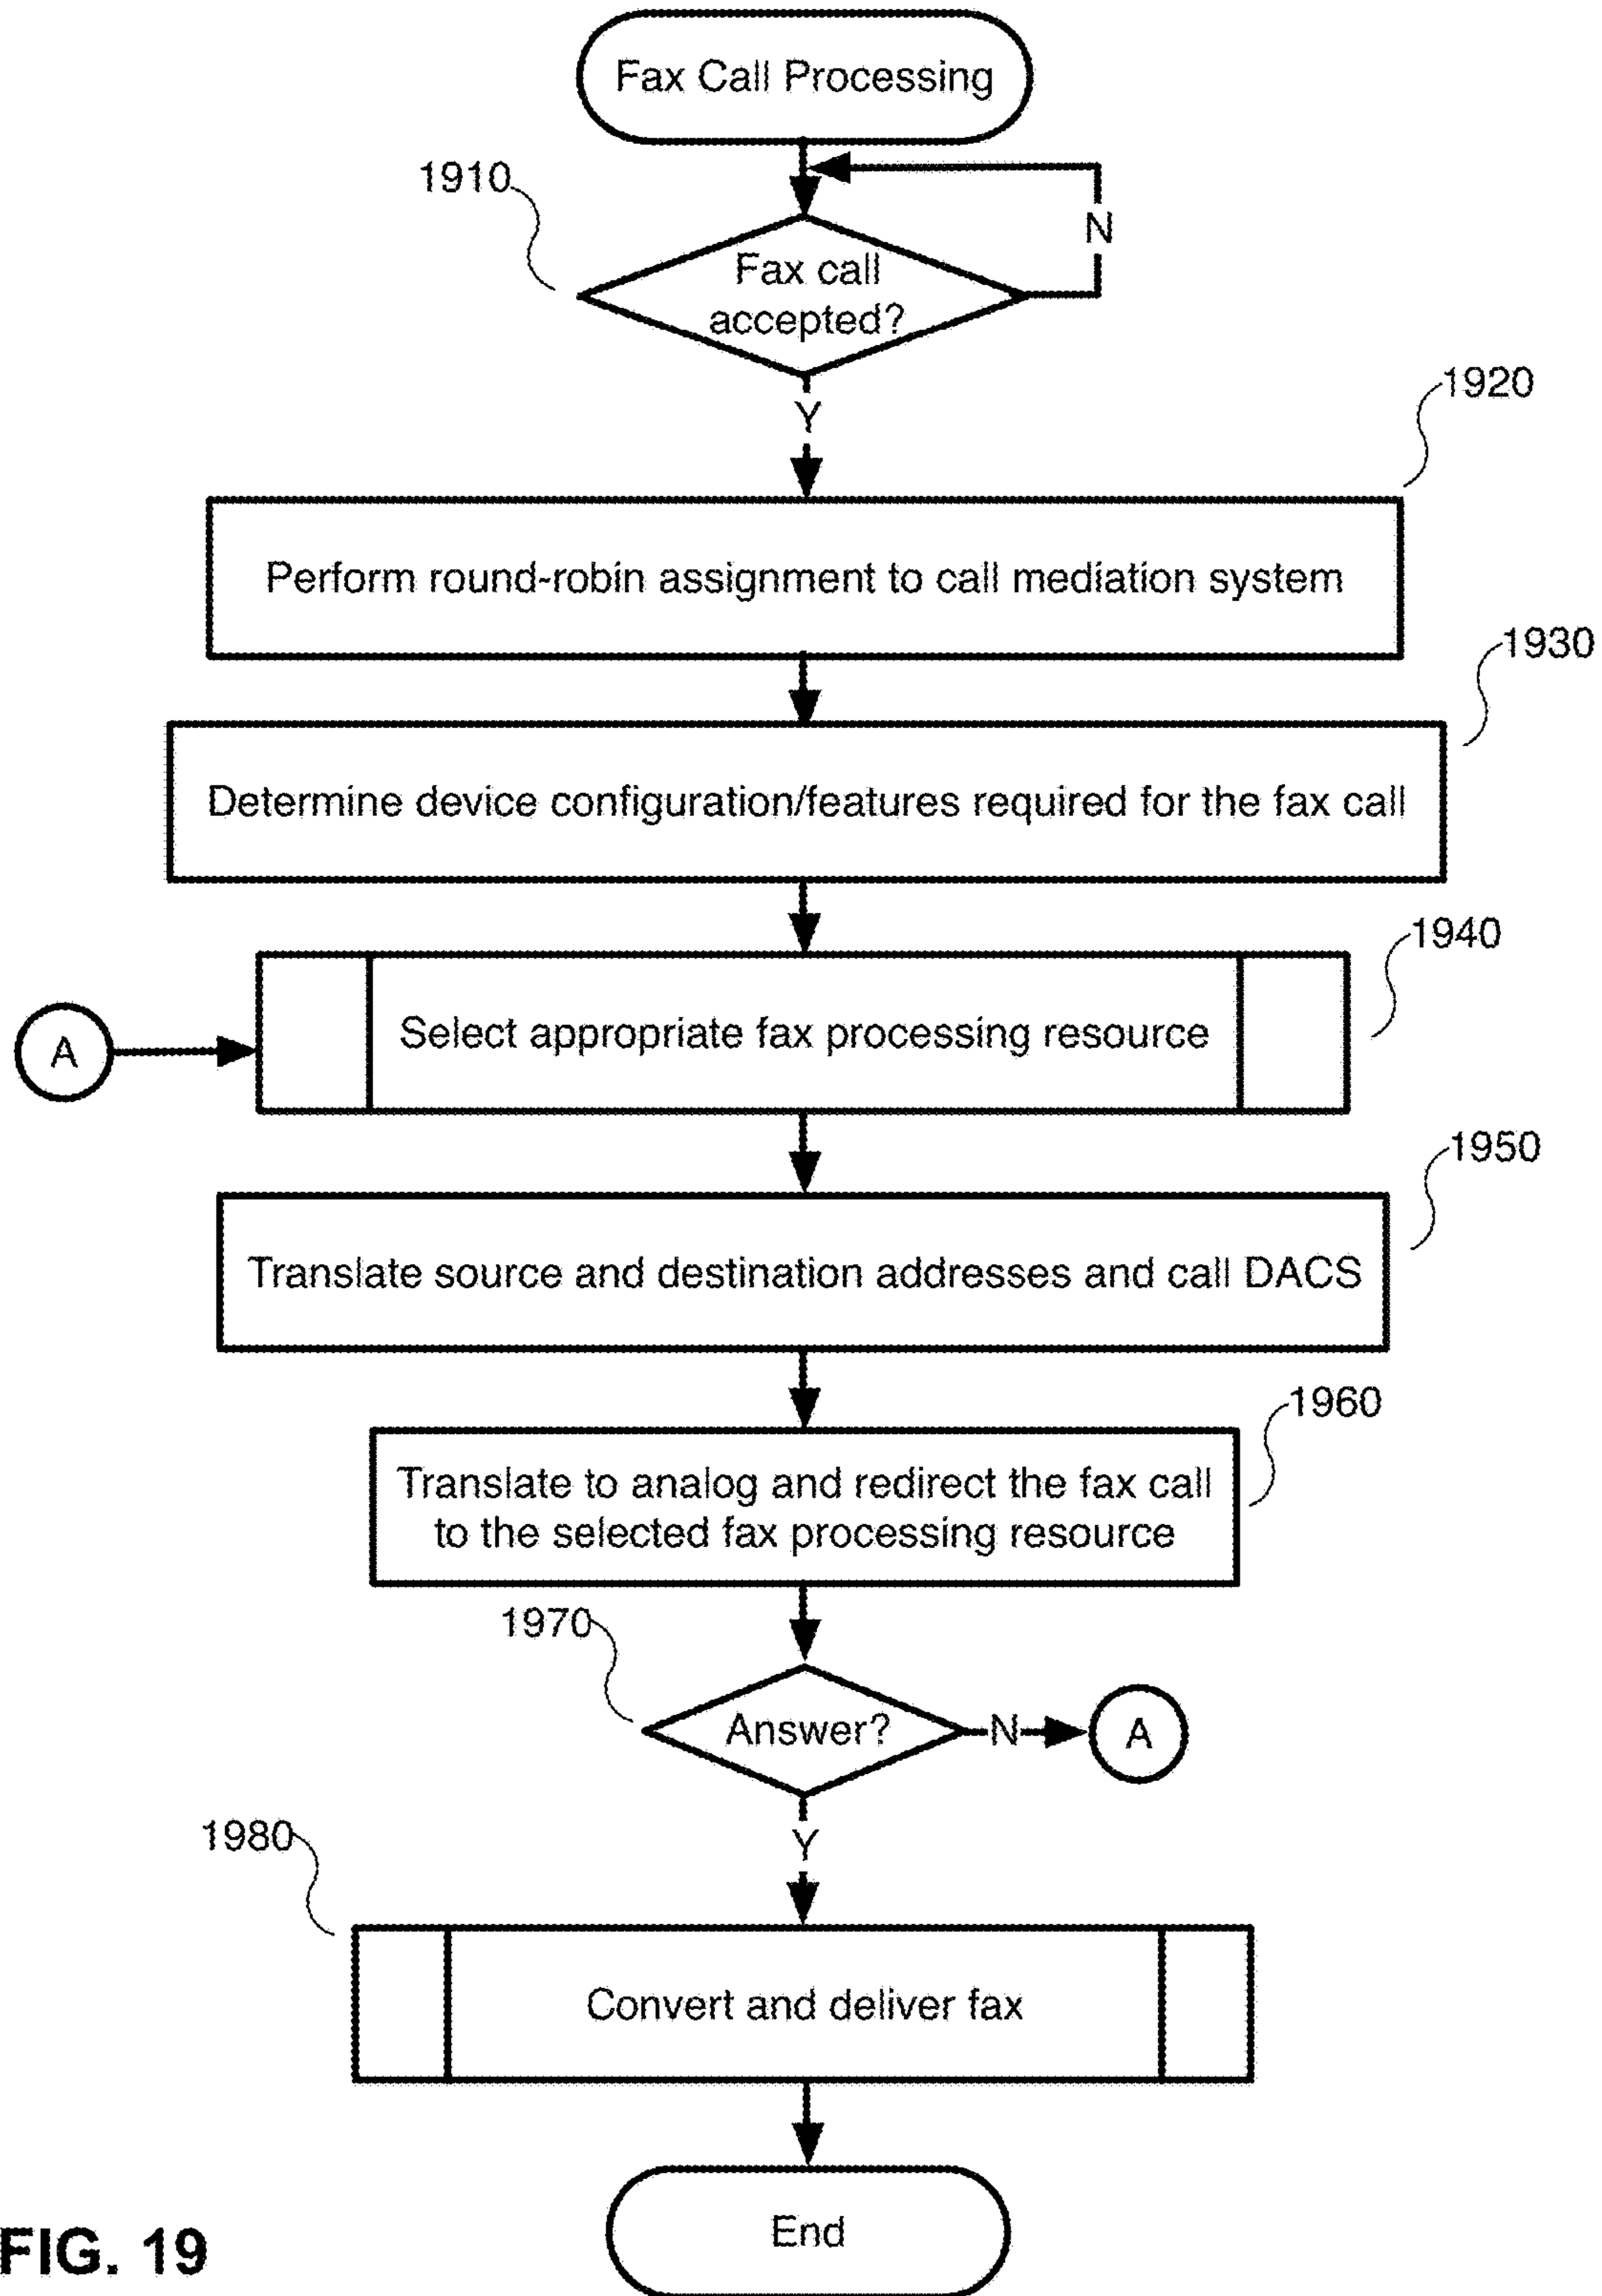 Fax Call Processing
1910
N
Fax call
accepted?
Y
1920
Perform round-robin assignment to call mediation system
1930
Determine device configuration/features required for the fax call
1940
A
Select appropriate fax processing resource
1950
Translate source and destination addresses and call DACS
1960
Translate to analog and redirect the fax call
to the selected fax processing resource
1970
Answer?
N
A
Y
1980
Convert and deliver fax
End
FIG. 19